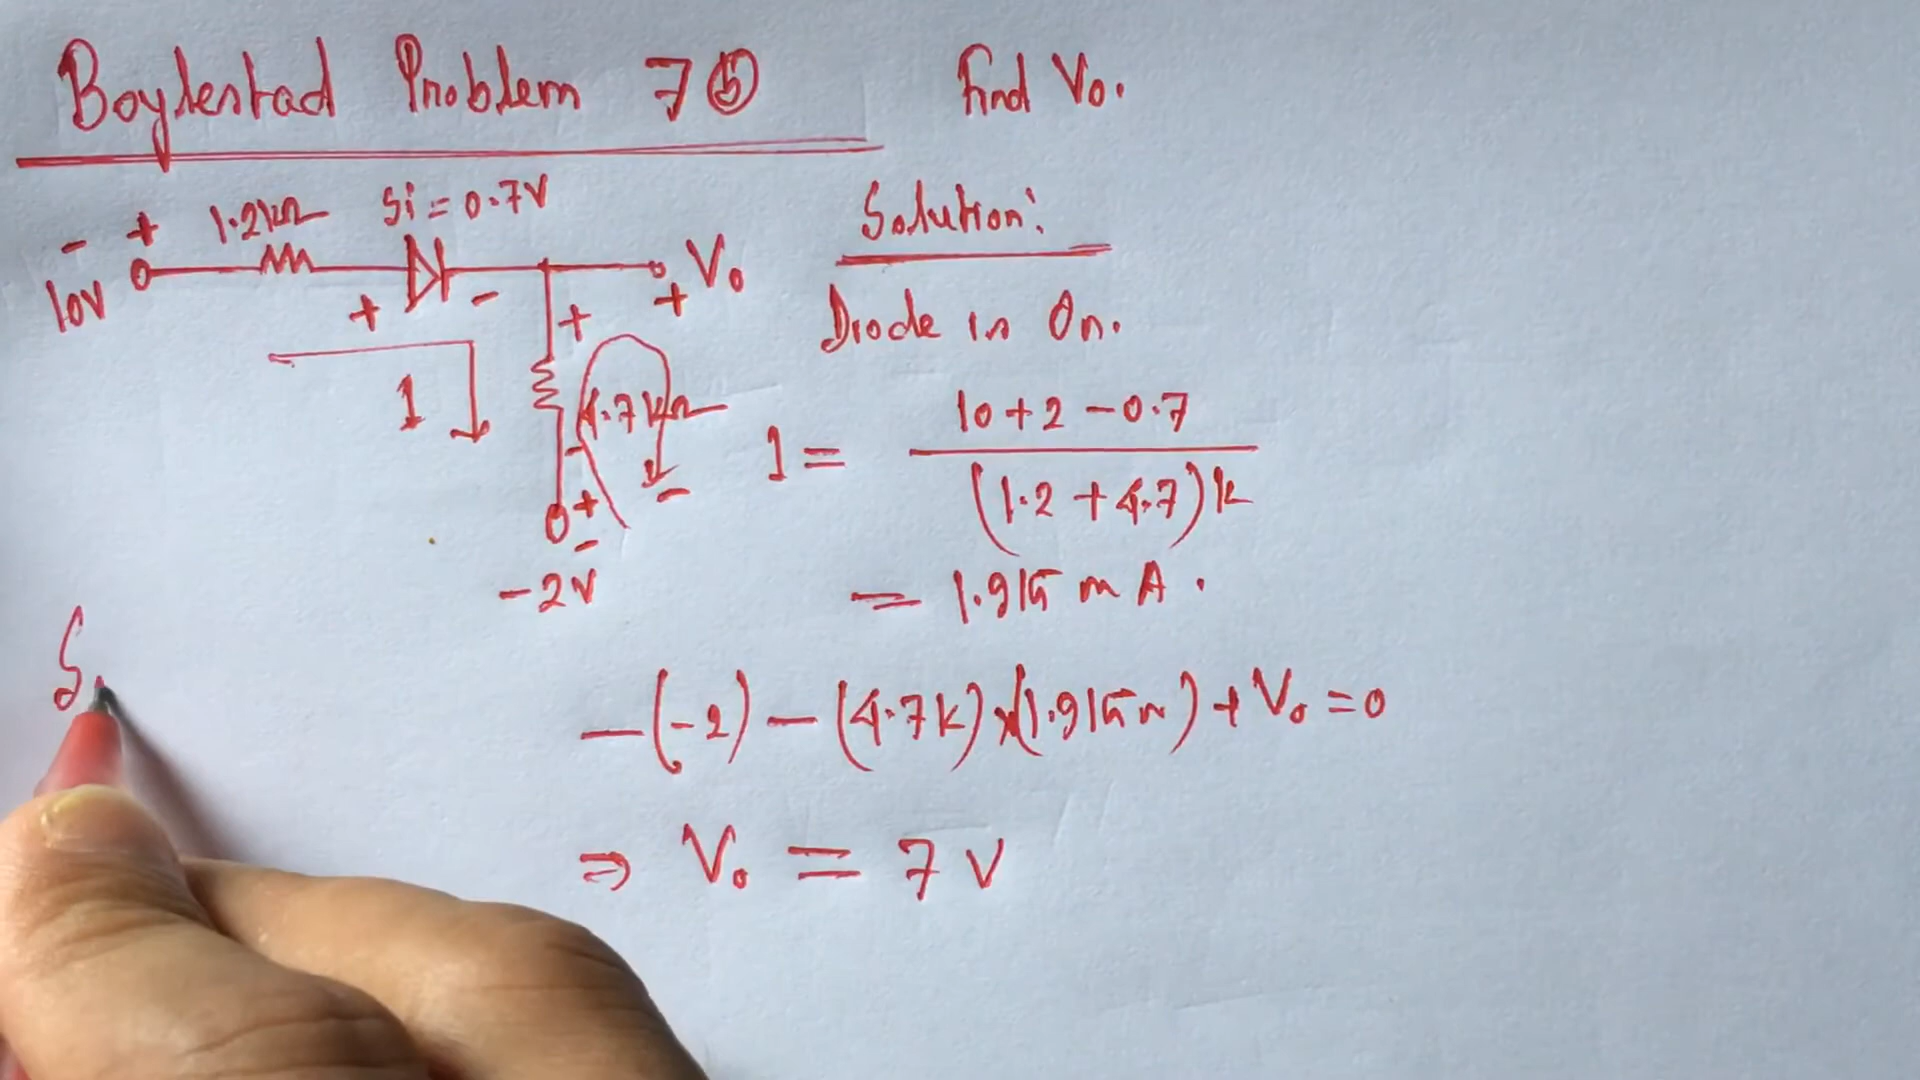 Boylestad Problem 7 ⓑ
Find Vo.
- + 1.2kΩ Si = 0.7V
10V + - + Vo
+
I
4.7kΩ
-
+
-
-2V
Solution:
Diode is On.
I = 10+2-0.7
(1.2+4.7)k
= 1.915 mA.
-(-2) - (4.7k)x(1.915m) + Vo = 0
⇒ Vo = 7 V